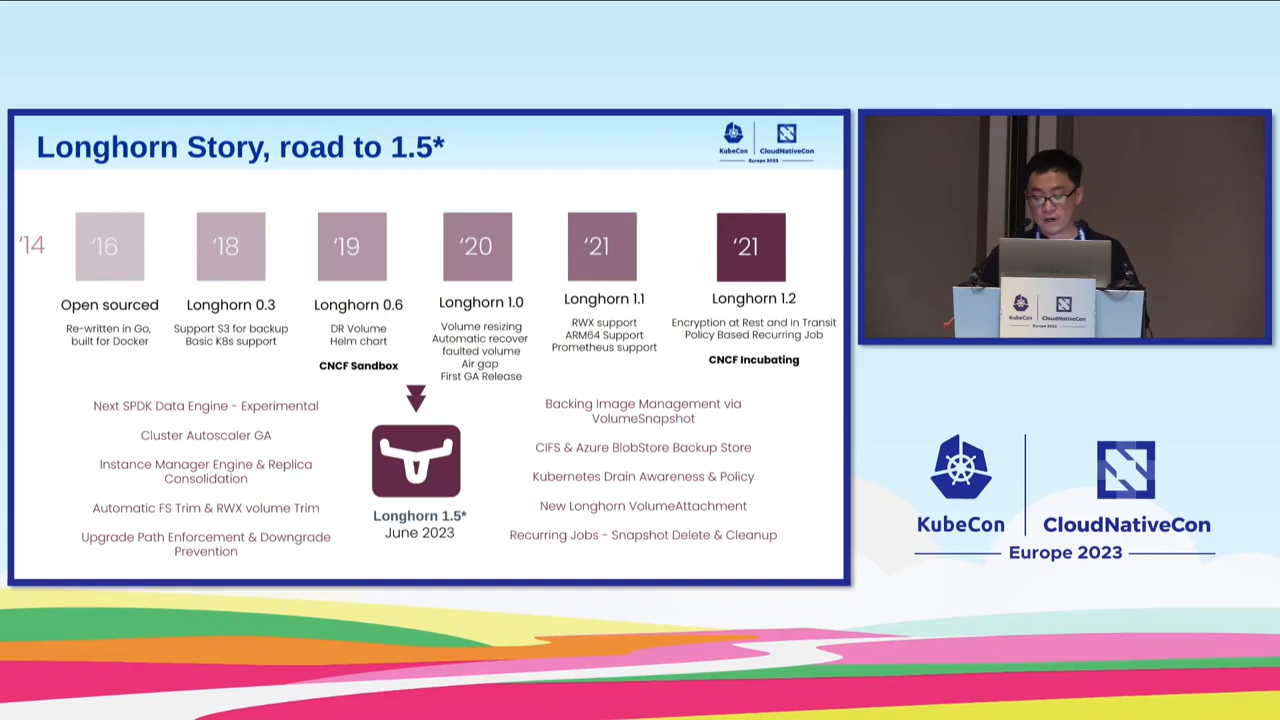 Longhorn Story, road to 1.5*
KubeCon
CloudNativeCon
Europe 2023
'14
'16
'18
'19
'20
'21
'21
Open sourced
Re-written in Go,
built for Docker
Longhorn 0.3
Support S3 for backup
Basic K8s support
Longhorn 0.6
DR Volume
Helm chart
CNCF Sandbox
Longhorn 1.0
Volume resizing
Automatic recover
faulted volume
Air gap
First GA Release
Longhorn 1.1
RWX support
ARM64 Support
Prometheus support
Longhorn 1.2
Encryption at Rest and In Transit
Policy Based Recurring Job
CNCF Incubating
Next SPDK Data Engine - Experimental
Cluster Autoscaler GA
Instance Manager Engine & Replica
Consolidation
Automatic FS Trim & RWX volume Trim
Upgrade Path Enforcement & Downgrade
Prevention
Longhorn 1.5*
June 2023
Backing Image Management via
VolumeSnapshot
CIFS & Azure BlobStore Backup Store
Kubernetes Drain Awareness & Policy
New Longhorn VolumeAttachment
Recurring Jobs - Snapshot Delete & Cleanup
KubeCon
CloudNativeCon
Europe 2023
KubeCon
CloudNativeCon
Europe 2023